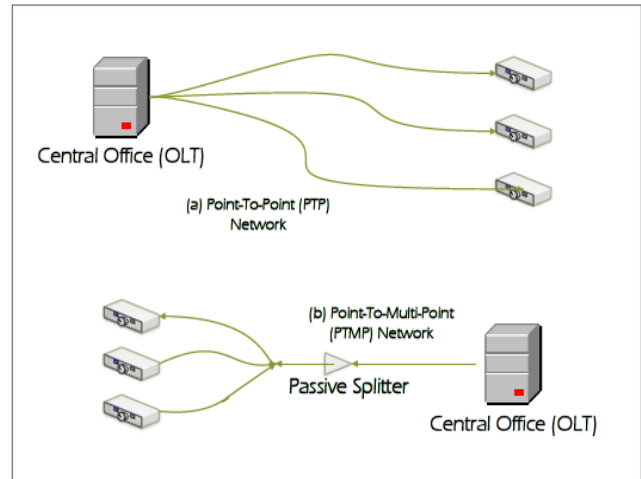 Central Office (OLT)
(a) Point-To-Point (PTP)
Network
(b) Point-To-Multi-Point
(PTMP) Network
Passive Splitter
Central Office (OLT)